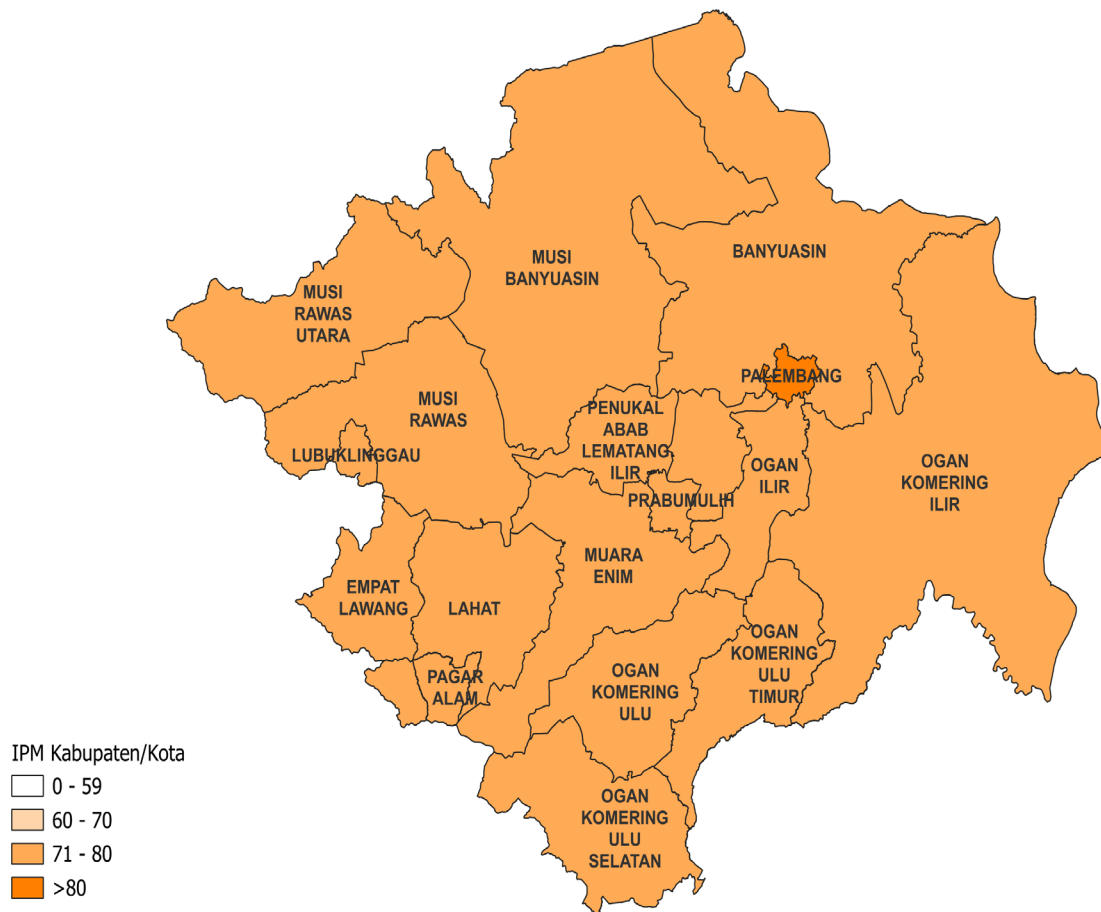 MUSI
BANYUASIN
BANYUASIN
MUSI
RAWAS
UTARA
PALEMBANG
MUSI
RAWAS
PENUKAL
ABAB
LEMATANG
ILIR
LUBUKLINGGAU
OGAN
ILIR
OGAN
KOMERING
ILIR
PRABUMULIH
MUARA
ENIM
EMPAT
LAWANG
LAHAT
OGAN
KOMERING
ULU
TIMUR
PAGAR
ALAM
OGAN
KOMERING
ULU
OGAN
KOMERING
ULU
SELATAN
IPM Kabupaten/Kota
0 - 59
60 - 70
71 - 80
>80